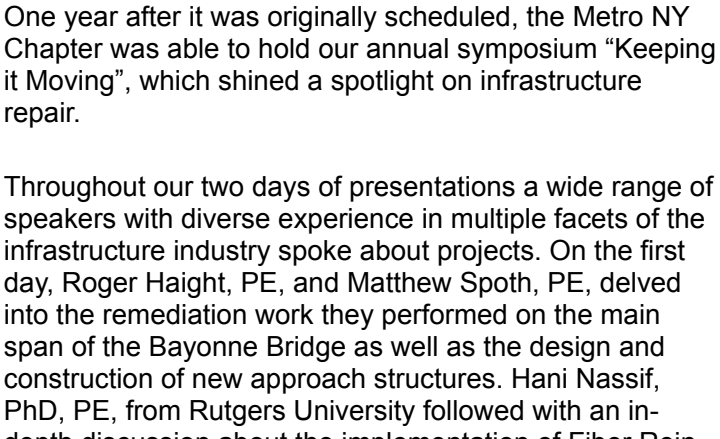 One year after it was originally scheduled, the Metro NY
Chapter was able to hold our annual symposium “Keeping
it Moving”, which shined a spotlight on infrastructure
repair.
Throughout our two days of presentations a wide range of
speakers with diverse experience in multiple facets of the
infrastructure industry spoke about projects. On the first
day, Roger Haight, PE, and Matthew Spoth, PE, delved
into the remediation work they performed on the main
span of the Bayonne Bridge as well as the design and
construction of new approach structures. Hani Nassif,
PhD, PE, from Rutgers University followed with an in-
depth discussion about the implementation of Fiber Rein